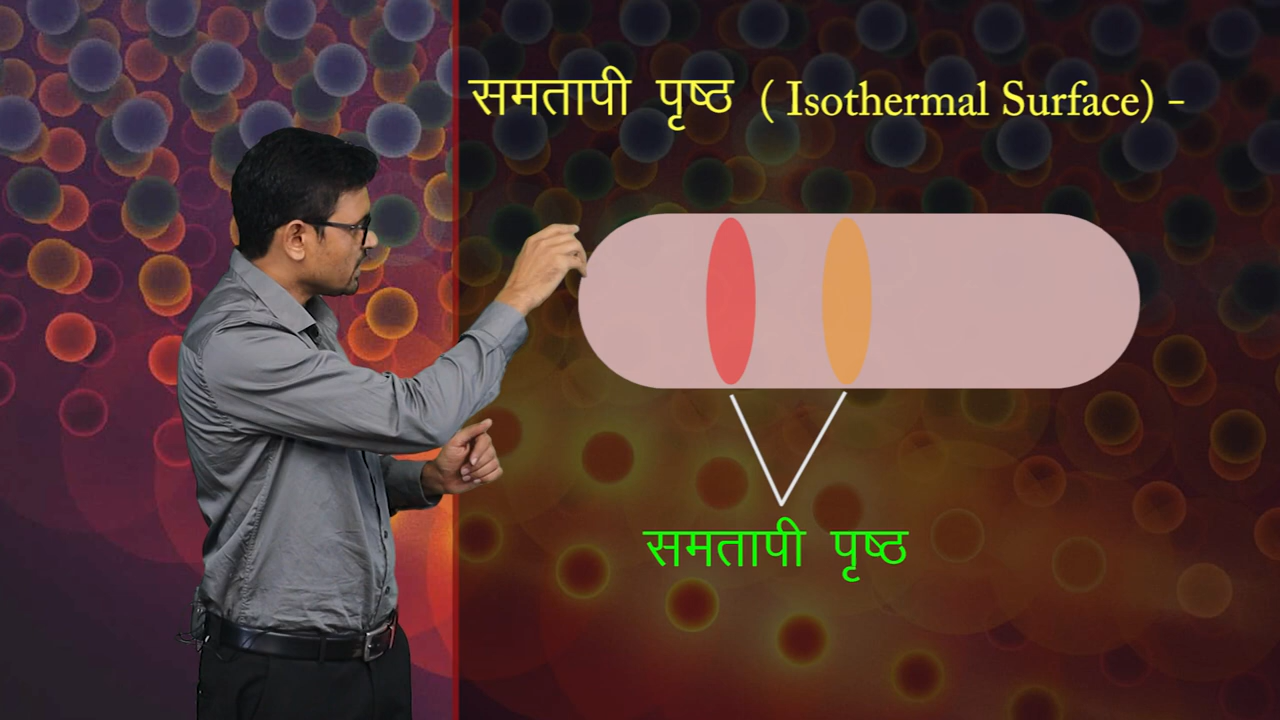 समतापी पृष्ठ ( Isothermal Surface) -
समतापी पृष्ठ